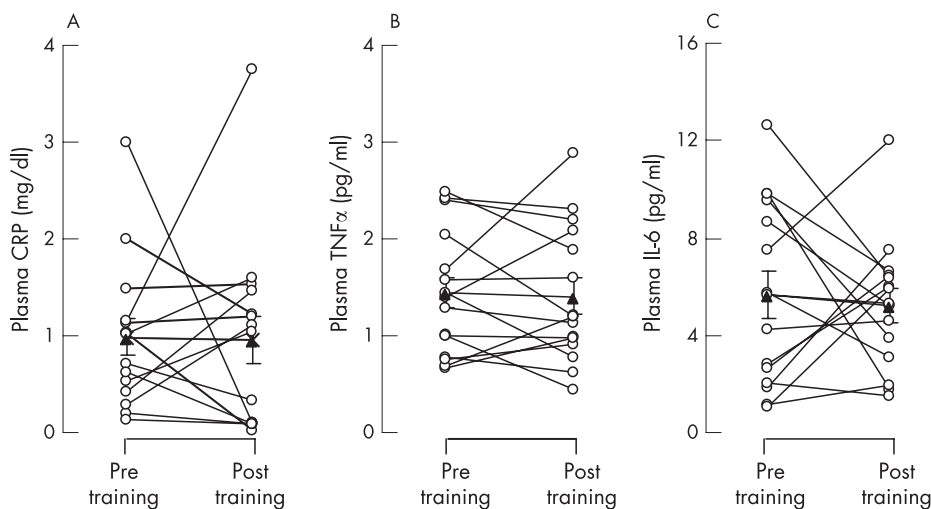 A
Plasma CRP (mg/dl)
4
3
2
1
0
Pre
training
Post
training
B
Plasma TNFα (pg/ml)
4
3
2
1
0
Pre
training
Post
training
C
Plasma IL-6 (pg/ml)
16
12
8
4
0
Pre
training
Post
training